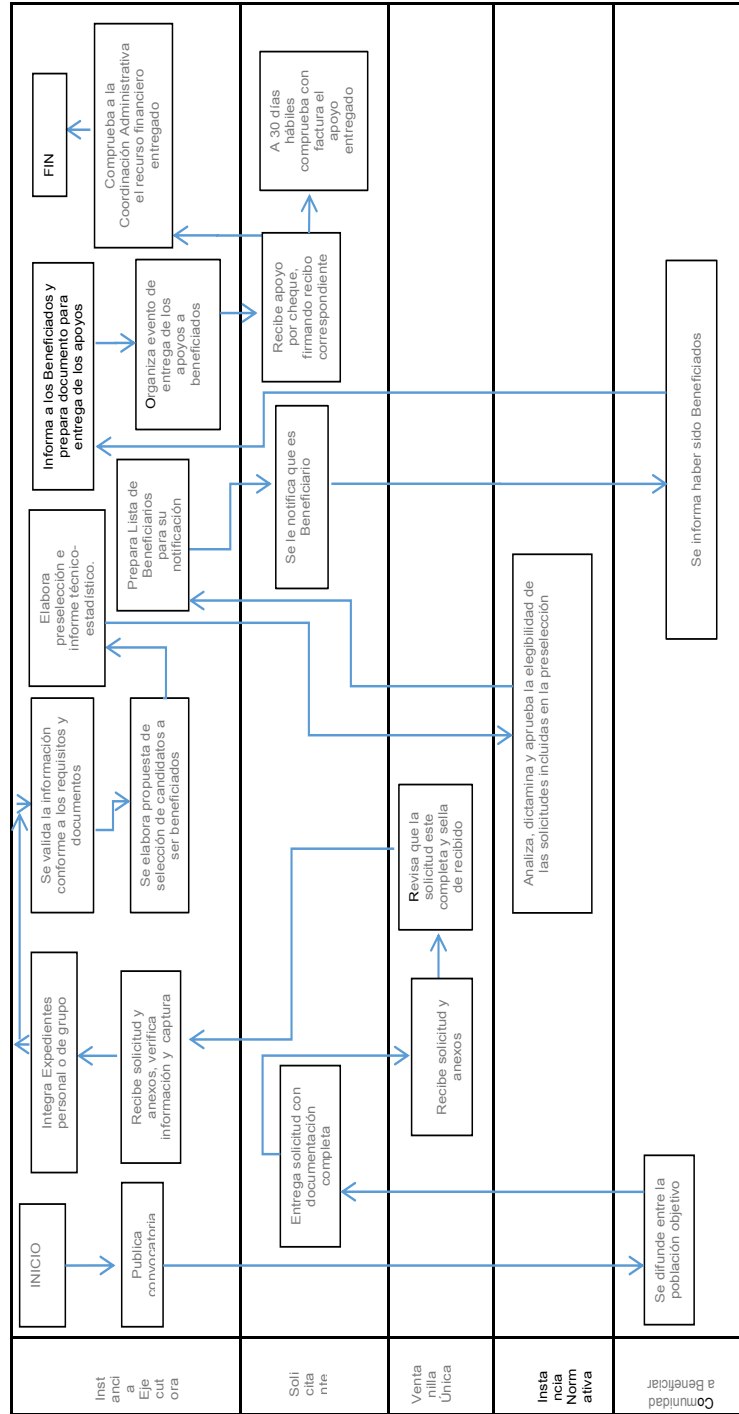 Inst
anci
a
Eje
cut
ora
INICIO
Publica
convocatoria
Integra Expedientes
personal o de grupo
Recibe solicitud y
anexos, verifica
información y captura
Se valida la información
conforme a los requisitos y
documentos
Se elabora propuesta de
selección de candidatos a
ser beneficiados
Elabora
preselección e
informe técnico-
estadístico.
Prepara Lista de
Beneficiarios
para su
notificación
Informa a los Beneficiados y
prepara documento para
entrega de los apoyos
Organiza evento de
entrega de los
apoyos a
beneficiados
FIN
Comprueba a la
Coordinación Administrativa
el recurso financiero
entregado
Soli
cita
nte
Entrega solicitud con
documentación
completa
Se le notifica que es
Beneficiario
Recibe apoyo
por cheque,
firmando recibo
correspondiente
A 30 días
hábiles
comprueba con
factura el
apoyo
entregado
Venta
nilla
Única
Recibe solicitud y
anexos
Revisa que la
solicitud este
completa y sella
de recibido
Insta
ncia
Norm
ativa
Analiza, dictamina y aprueba la elegibilidad de
las solicitudes incluidas en la preselección
Comunidad
a Beneficiar
Se difunde entre la
población objetivo
Se informa haber sido Beneficiados